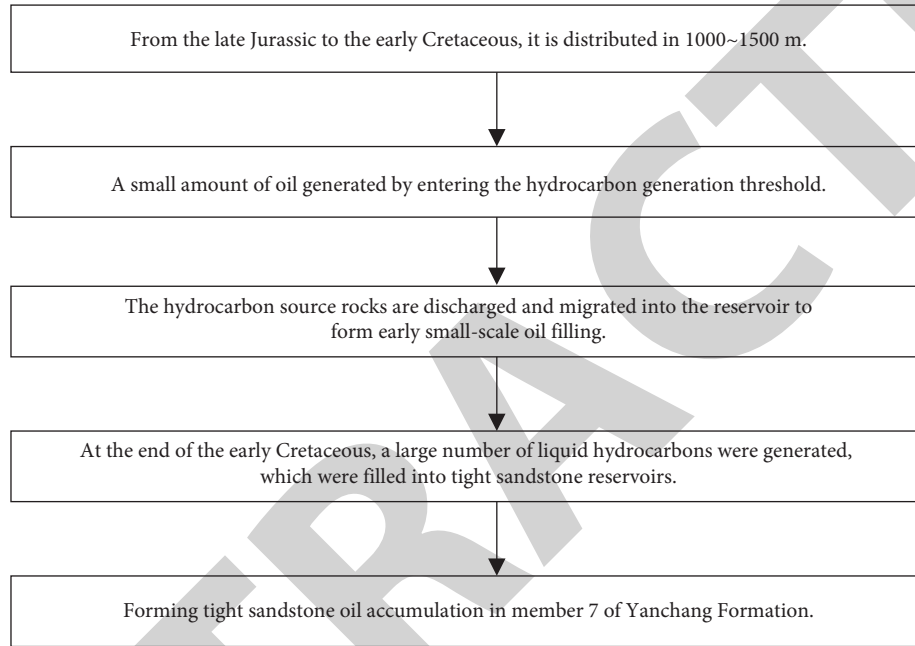 From the late Jurassic to the early Cretaceous, it is distributed in 1000~1500 m.
A small amount of oil generated by entering the hydrocarbon generation threshold.
The hydrocarbon source rocks are discharged and migrated into the reservoir to
form early small-scale oil filling.
At the end of the early Cretaceous, a large number of liquid hydrocarbons were generated,
which were filled into tight sandstone reservoirs.
Forming tight sandstone oil accumulation in member 7 of Yanchang Formation.
TRACT